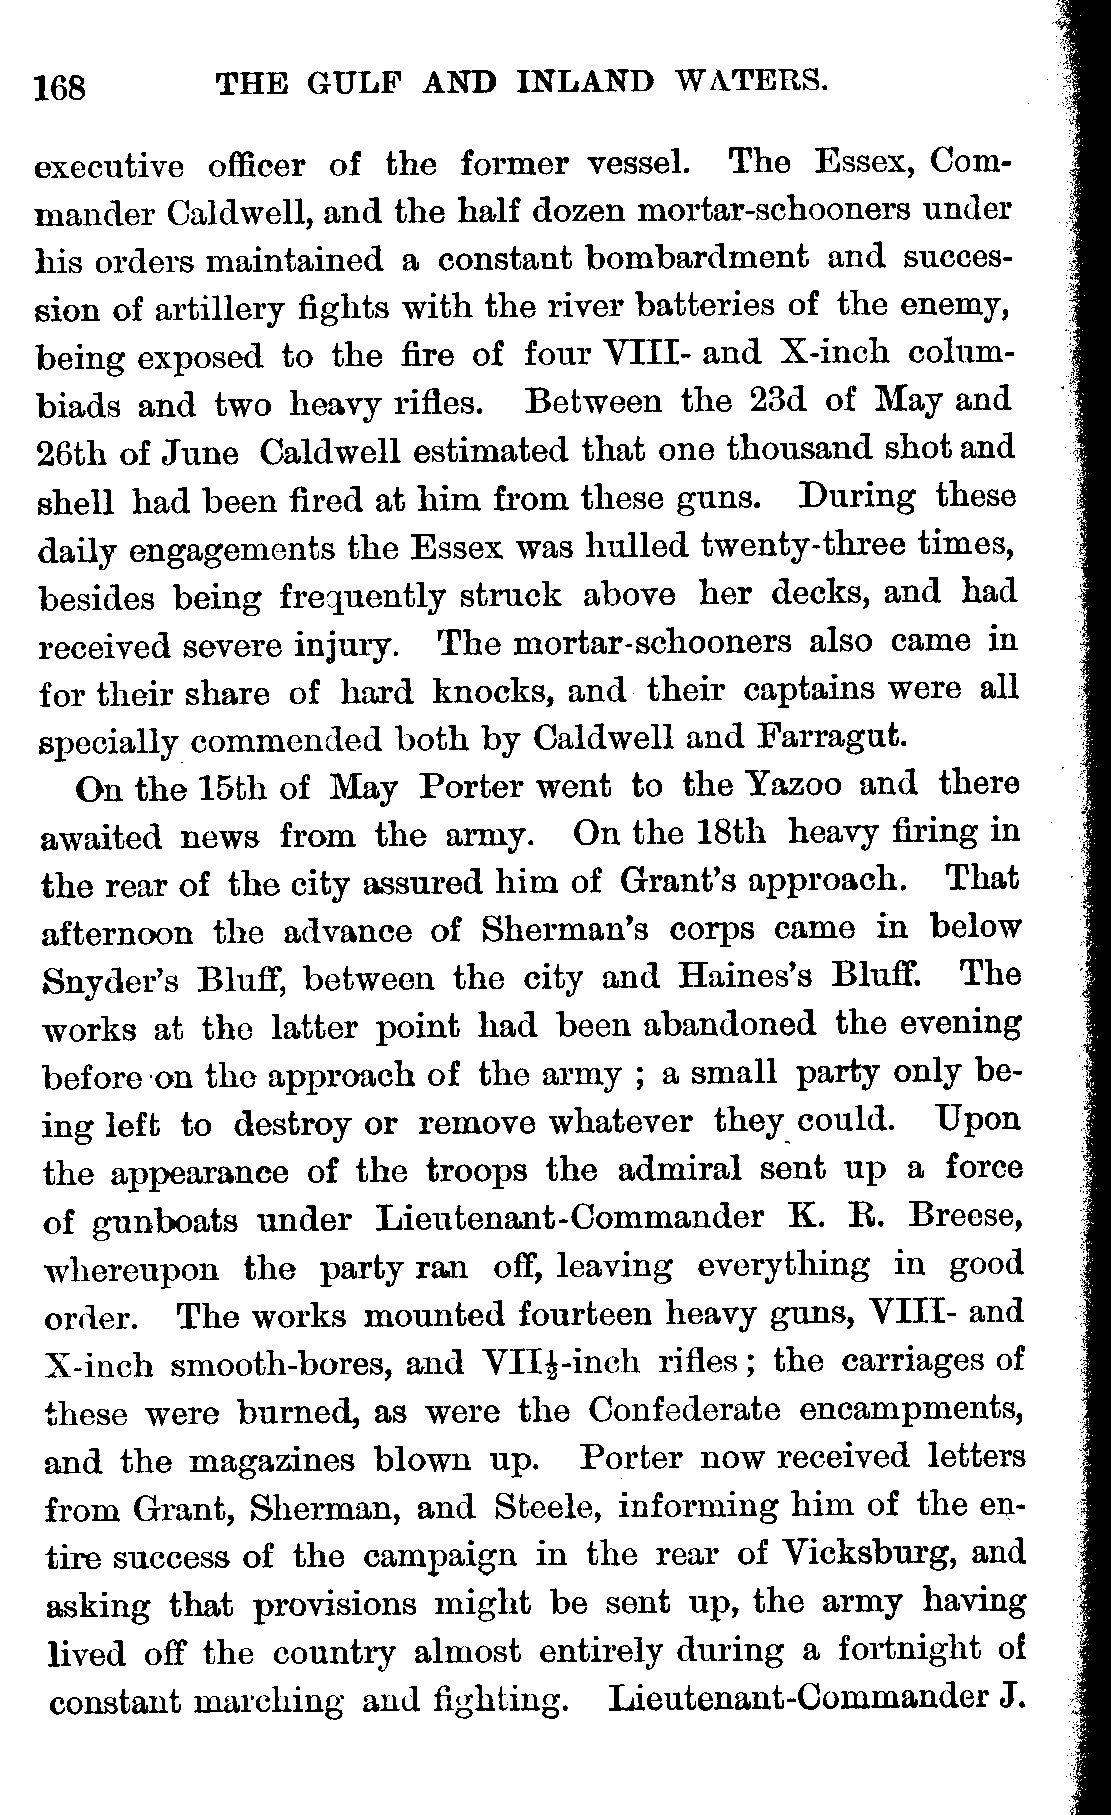 168 THE GULF AND INLAND WATERS.
executive officer of the former vessel. The Essex, Com-
mander Caldwell, and the half dozen mortar-schooners under
his orders maintained a constant bombardment and succes-
sion of artillery fights with the river batteries of the enemy,
being exposed to the fire of four VIII- and X-inch colum-
biads and two heavy rifles. Between the 23d of May and
26th of June Caldwell estimated that one thousand shot and
shell had been fired at him from these guns. During these
daily engagements the Essex was hulled twenty-three times,
besides being frequently struck above her decks, and had
received severe injury. The mortar-schooners also came in
for their share of hard knocks, and their captains were all
specially commended both by Caldwell and Farragut.
On the 15th of May Porter went to the Yazoo and there
awaited news from the army. On the 18th heavy firing in
the rear of the city assured him of Grant's approach. That
afternoon the advance of Sherman's corps came in below
Snyder's Bluff, between the city and Haines's Bluff. The
works at the latter point had been abandoned the evening
before on the approach of the army ; a small party only be-
ing left to destroy or remove whatever they could. Upon
the appearance of the troops the admiral sent up a force
of gunboats under Lieutenant-Commander K. R. Breese,
whereupon the party ran off, leaving everything in good
order. The works mounted fourteen heavy guns, VIII- and
X-inch smooth-bores, and VII½-inch rifles ; the carriages of
these were burned, as were the Confederate encampments,
and the magazines blown up. Porter now received letters
from Grant, Sherman, and Steele, informing him of the en-
tire success of the campaign in the rear of Vicksburg, and
asking that provisions might be sent up, the army having
lived off the country almost entirely during a fortnight of
constant marching and fighting. Lieutenant-Commander J.